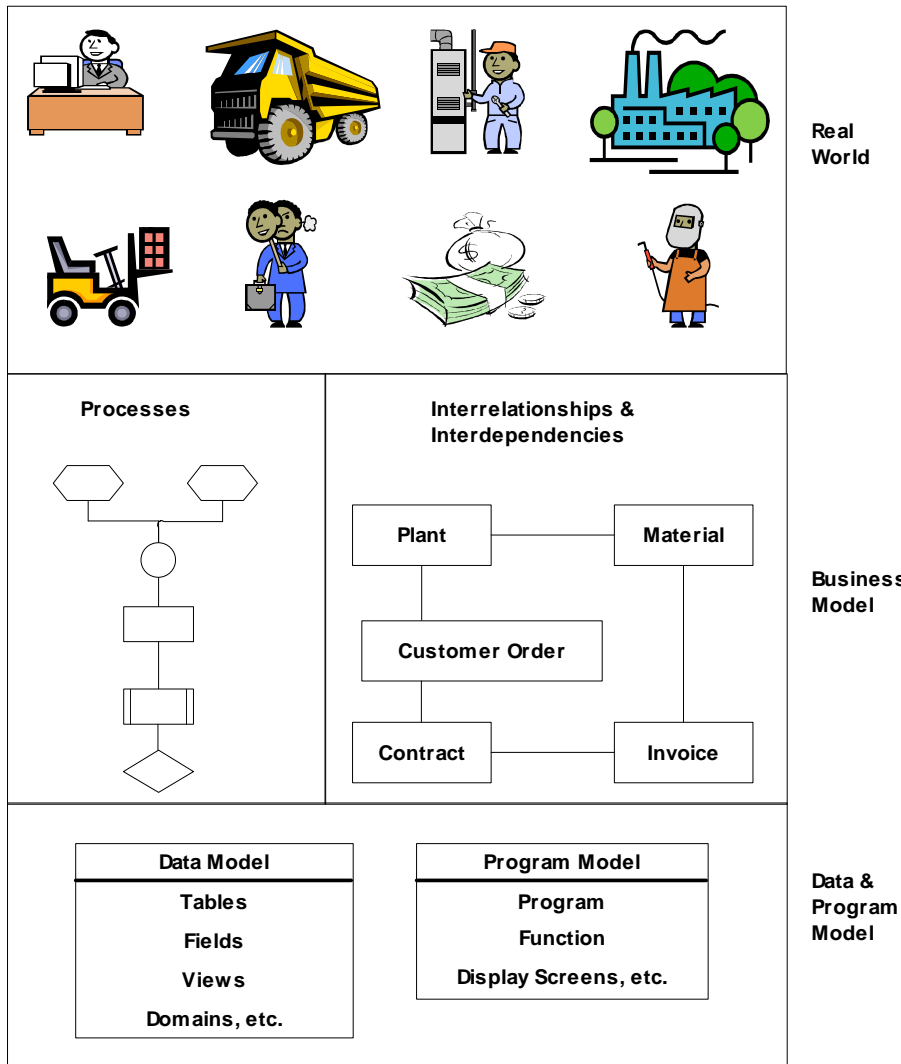 Real
World
Processes
Interrelationships &
Interdependencies
Plant
Material
Customer Order
Contract
Invoice
Business
Model
Data Model
Tables
Fields
Views
Domains, etc.
Program Model
Program
Function
Display Screens, etc.
Data &
Program
Model